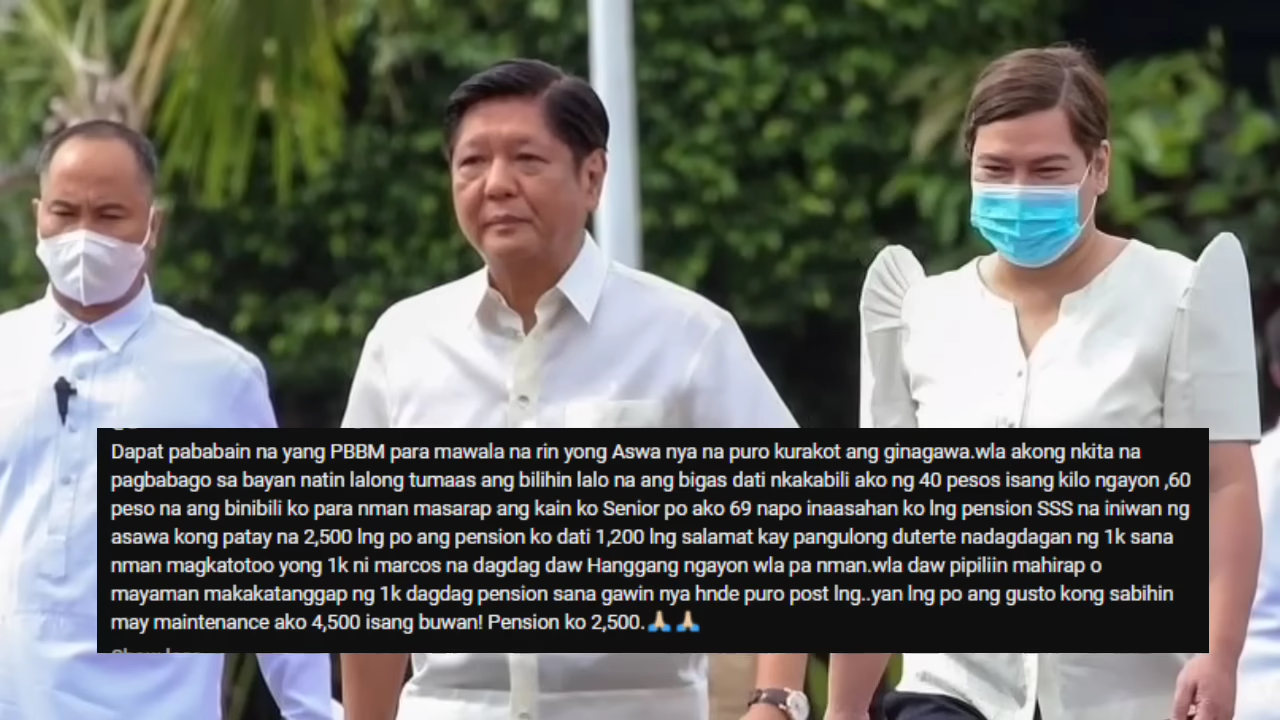 Dapat pababain na yang PBBM para mawala na rin yong Aswa nya na puro kurakot ang ginagawa.wla akong nkita na
pagbabago sa bayan natin lalong tumaas ang bilihin lalo na ang bigas dati nkakabili ako ng 40 pesos isang kilo ngayon ,60
peso na ang binibili ko para nman masarap ang kain ko Senior po ako 69 napo inaasahan ko lng pension SSS na iniwan ng
asawa kong patay na 2,500 lng po ang pension ko dati 1,200 lng salamat kay pangulong duterte nadagdagan ng 1k sana
nman magkatotoo yong 1k ni marcos na dagdag daw Hanggang ngayon wla pa nman.wla daw pipiliin mahirap o
mayaman makakatanggap ng 1k dagdag pension sana gawin nya hnde puro post lng..yan lng po ang gusto kong sabihin
may maintenance ako 4,500 isang buwan! Pension ko 2,500.🙏🏻🙏🏻